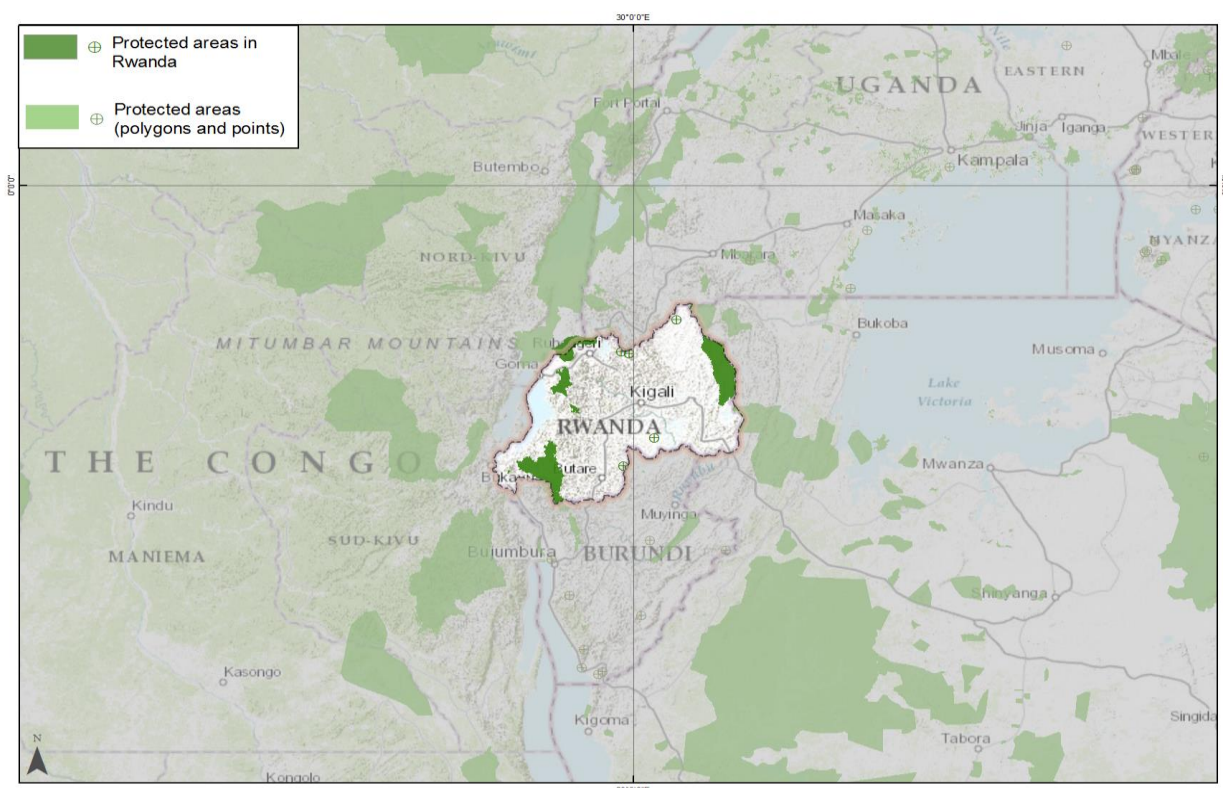 30°0'0"E
Protected areas in
Rwanda
Protected areas
(polygons and points)
Nile
Mbale
EASTERN
UGANDA
Fort Portal
Jinja
Iganga
WESTER
Butembo
Kampala
0°0'0"
Masaka
NYANZA
NORD-KIVU
Mbarara
Bukoba
MITUMBAR MOUNTAINS
Musoma
Goma
Lake
Victoria
Kigali
RWANDA
THE CONGO
Butare
Mwanza
Kindu
Muyinga
SUD-KIVU
MANIEMA
Bujumbura
BURUNDI
Shinyanga
Kasongo
Kigoma
Singida
Tabora
N
Kongolo